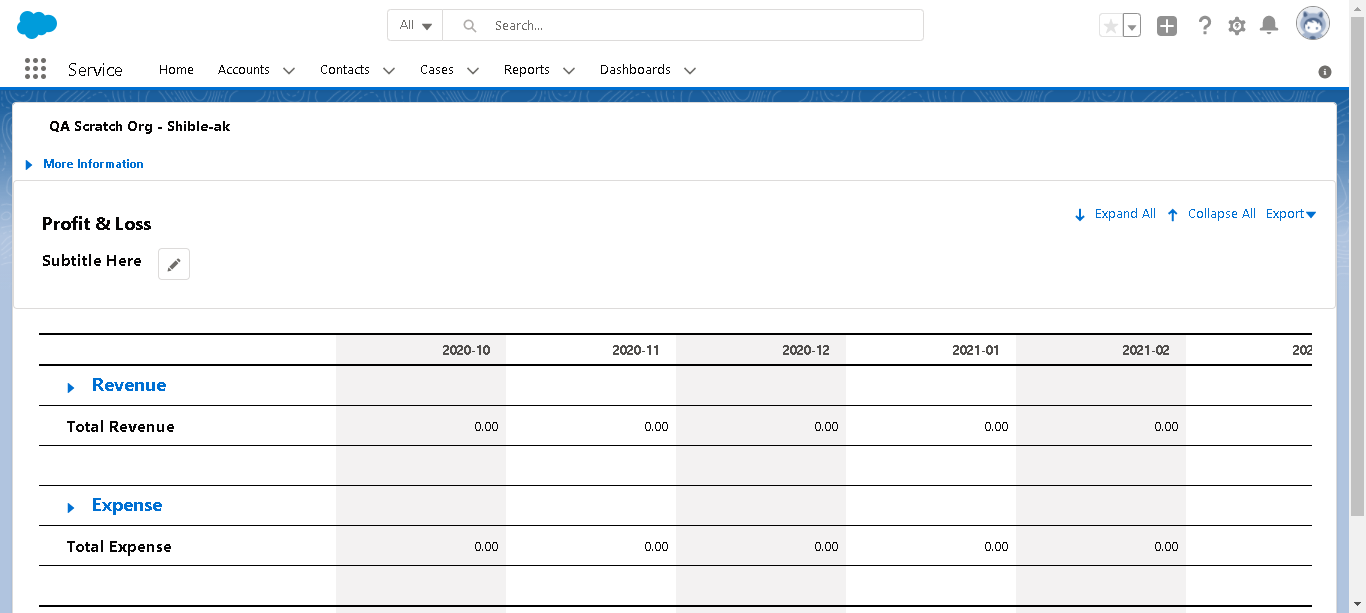 All Search...
Service Home Accounts Contacts Cases Reports Dashboards
QA Scratch Org - Shible-ak
More Information
Profit & Loss
Expand All Collapse All Export
Subtitle Here
2020-10 2020-11 2020-12 2021-01 2021-02 202
Revenue
Total Revenue 0.00 0.00 0.00 0.00 0.00
Expense
Total Expense 0.00 0.00 0.00 0.00 0.00